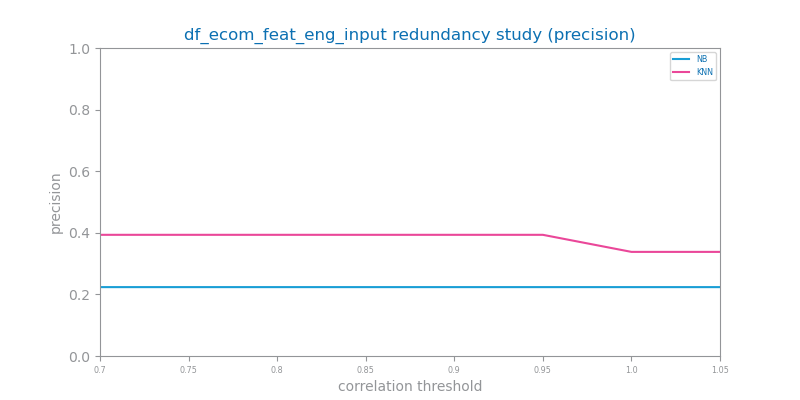 df_ecom_feat_eng_input redundancy study (precision)
NB
KNN
precision
1.0
0.8
0.6
0.4
0.2
0.0
0.7 0.75 0.8 0.85 0.9 0.95 1.0 1.05
correlation threshold